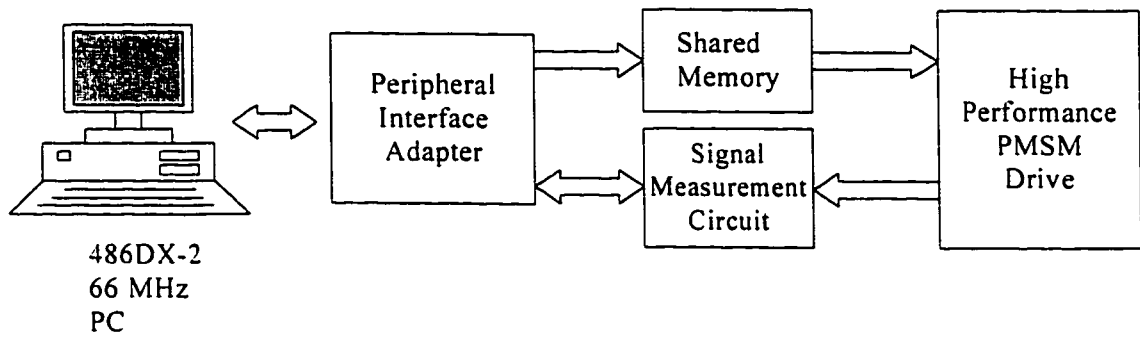 Peripheral
Interface
Adapter
Shared
Memory
Signal
Measurement
Circuit
High
Performance
PMSM
Drive
486DX-2
66 MHz
PC